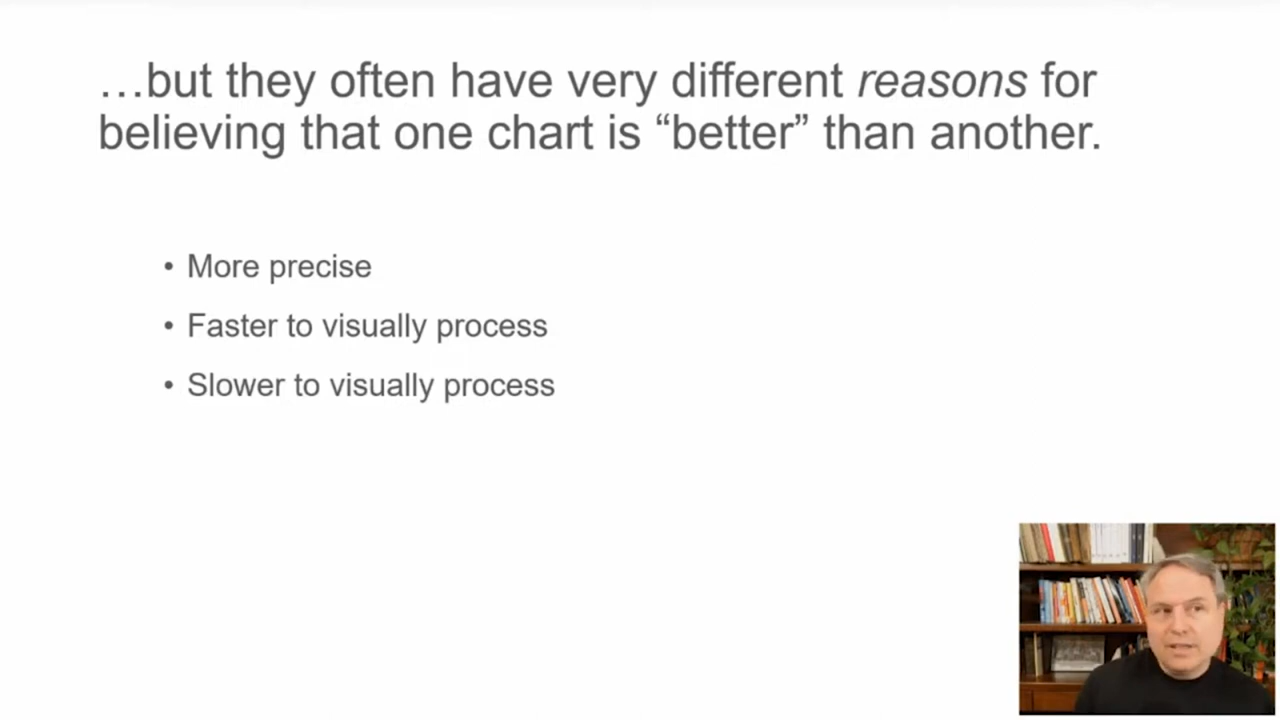 …but they often have very different reasons for
believing that one chart is “better” than another.
• More precise
• Faster to visually process
• Slower to visually process